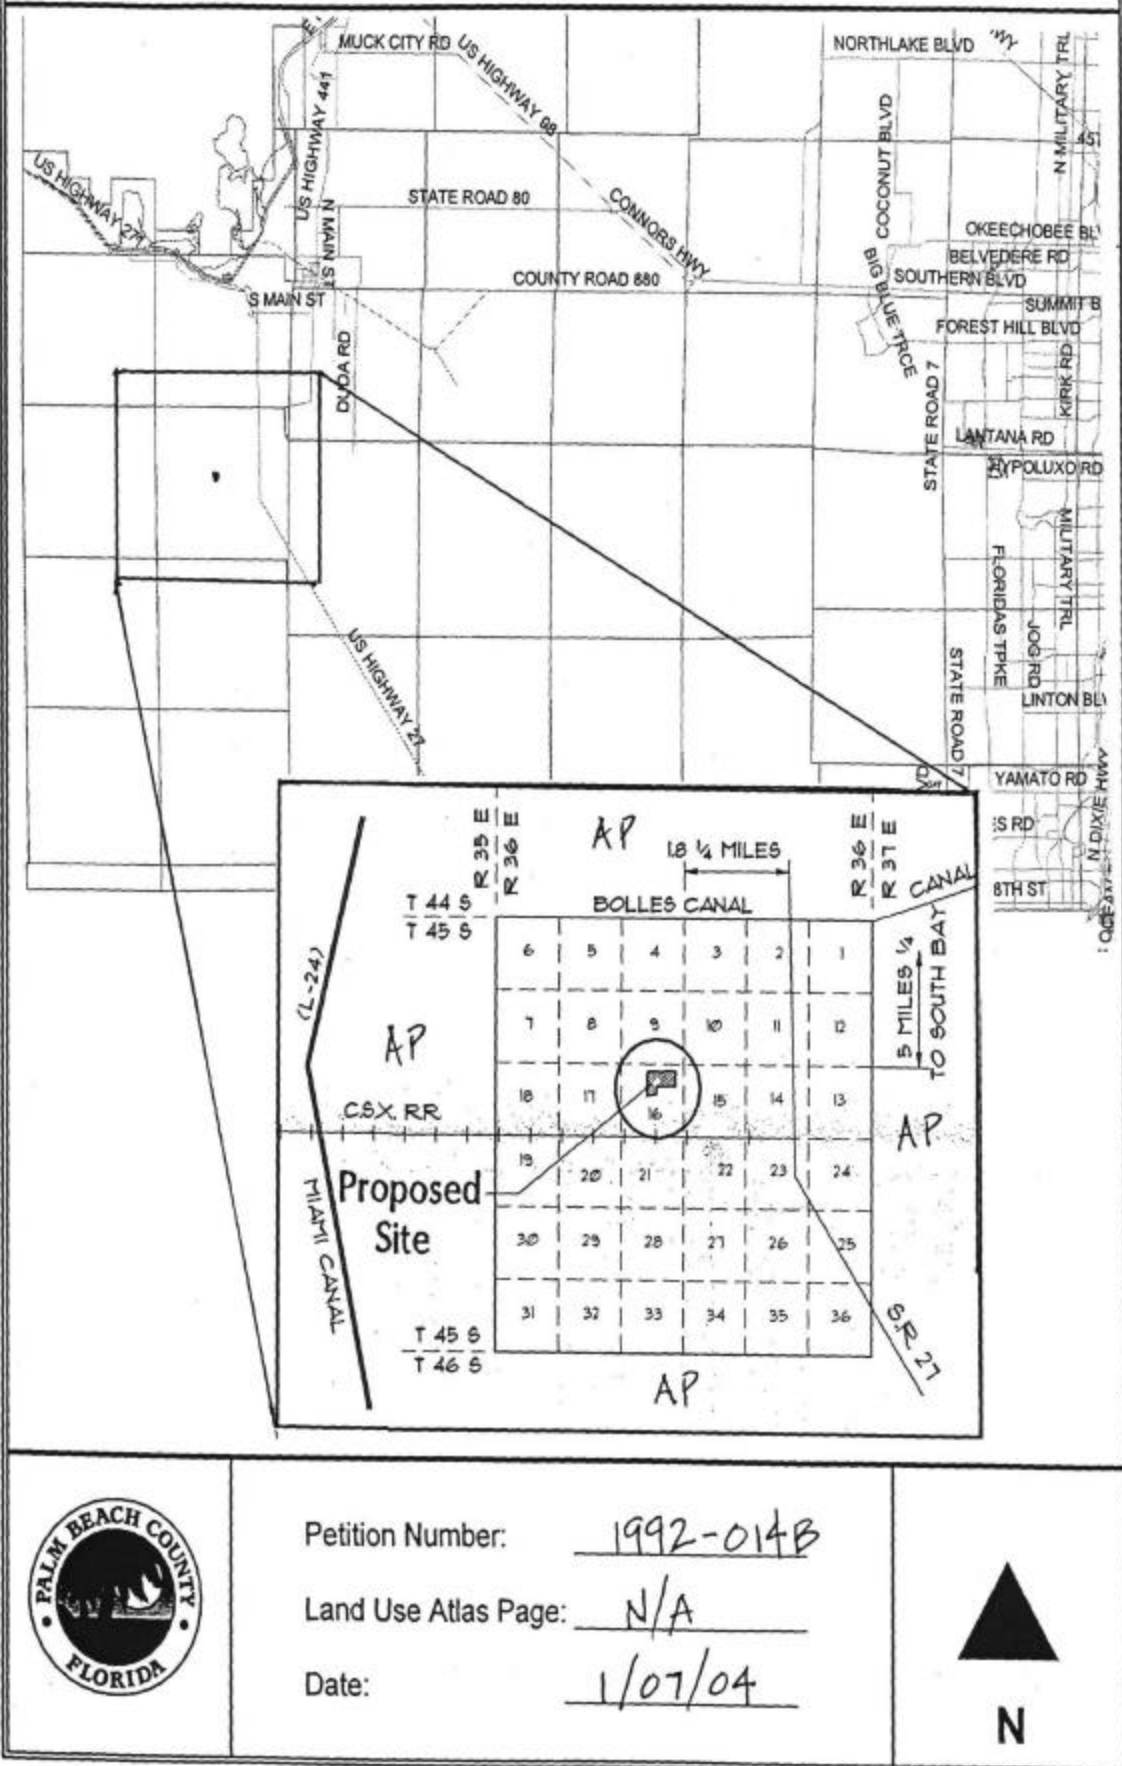 MUCK CITY RD
US HIGHWAY 98
NORTHLAKE BLVD
WY
N MILITARY TRL
45T
US HIGHWAY 441
COCONUT BLVD
US HIGHWAY 27
STATE ROAD 80
CONNORS HWY
N MAIN ST
OKEECHOBEE BLV
BELVEDERE RD
BIG BLUE TRCE
SOUTHERN BLVD
COUNTY ROAD 880
S MAIN ST
SUMMIT B
FOREST HILL BLVD
DUDA RD
KIRK RD
STATE ROAD 7
LANTANA RD
HYPOLUXO RD
MILITARY TRL
FLORIDAS TPKE
JOG RD
US HIGHWAY 27
STATE ROAD 7
LINTON BLV
VD
YAMATO RD
N DIXIE HWY
ES RD
8TH ST
R 35 E
R 36 E
AP
18 1/4 MILES
R 36 E
R 37 E
CANAL
T 44 S
T 45 S
BOLLES CANAL
6 5 4 3 2 1
5 MILES 1/4
TO SOUTH BAY
(L-24)
AP
7 8 9 10 11 12
18 17 16 15 14 13
AP
C.S.X. RR
19 20 21 22 23 24
Proposed
Site
MIAMI CANAL
30 29 28 27 26 25
31 32 33 34 35 36
S.R. 27
T 45 S
T 46 S
AP
PALM BEACH COUNTY
FLORIDA
Petition Number: 1992-014B
Land Use Atlas Page: N/A
Date: 1/07/04
N